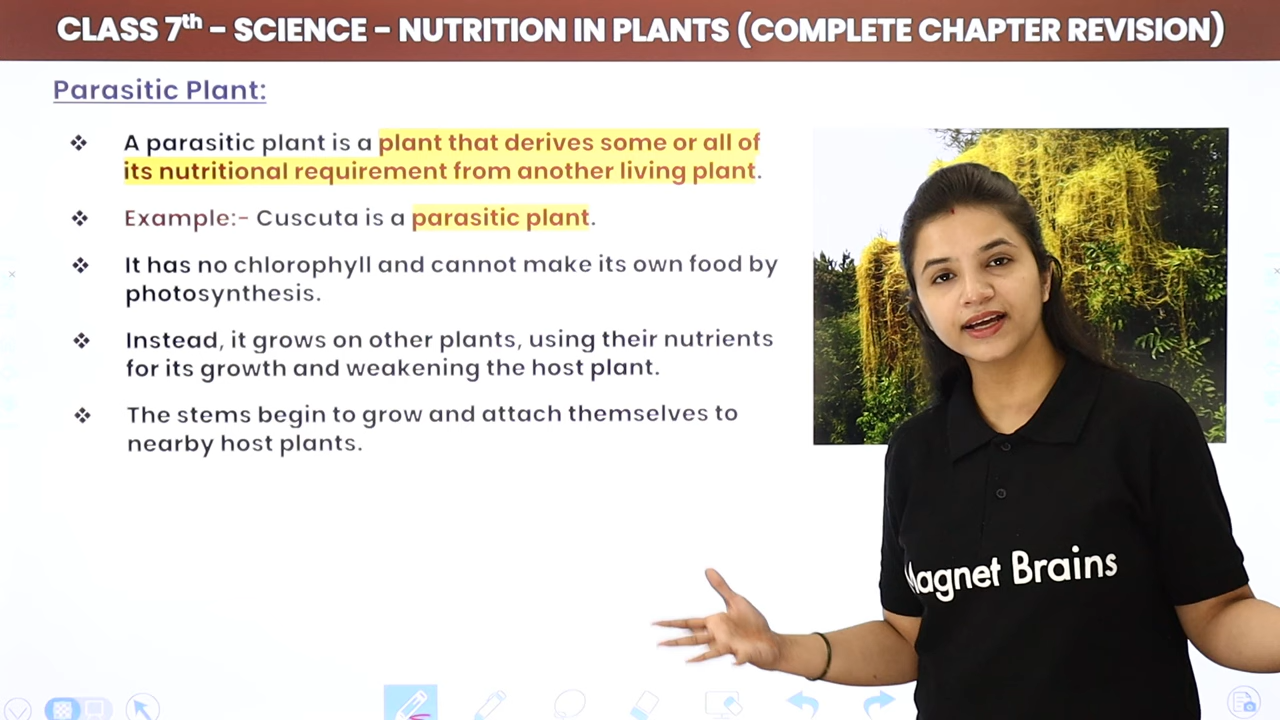 CLASS 7th – SCIENCE – NUTRITION IN PLANTS (COMPLETE CHAPTER REVISION)
Parasitic Plant:
❖ A parasitic plant is a plant that derives some or all of
its nutritional requirement from another living plant.
❖ Example:- Cuscuta is a parasitic plant.
❖ It has no chlorophyll and cannot make its own food by
photosynthesis.
❖ Instead, it grows on other plants, using their nutrients
for its growth and weakening the host plant.
❖ The stems begin to grow and attach themselves to
nearby host plants.
Magnet Brains